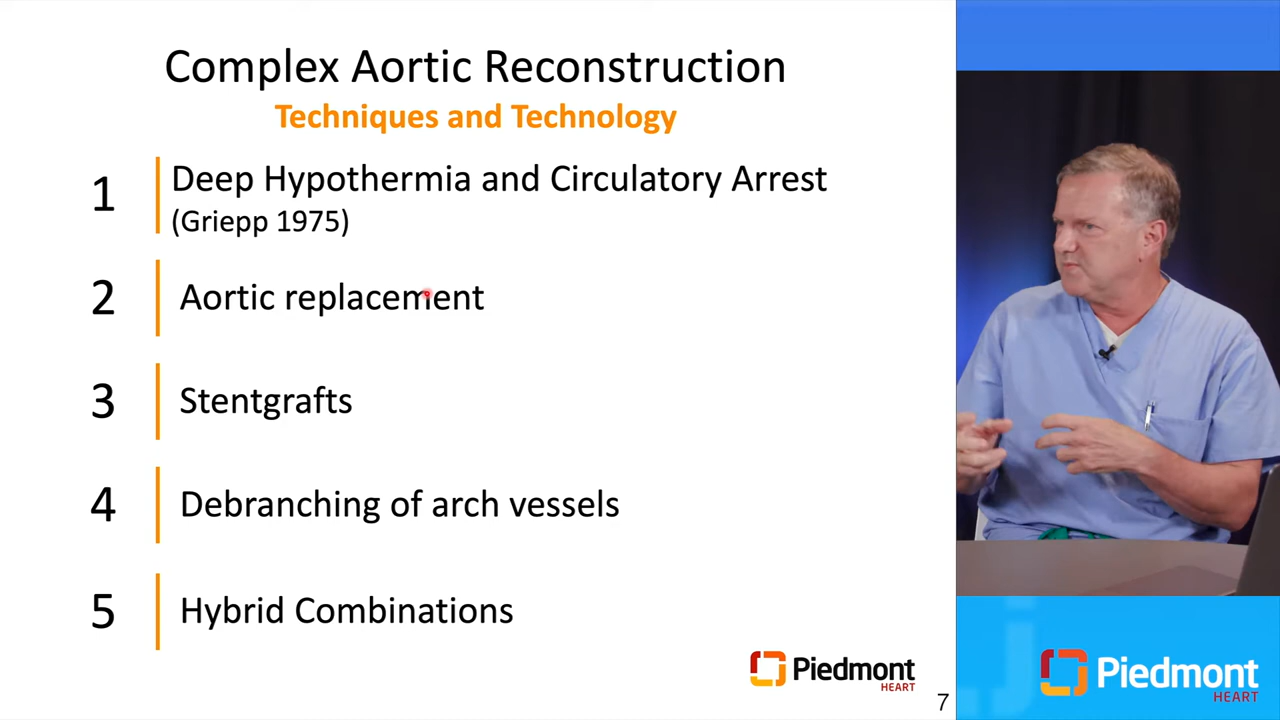 Complex Aortic Reconstruction
Techniques and Technology
1
Deep Hypothermia and Circulatory Arrest
(Griepp 1975)
2
Aortic replacement
3
Stentgrafts
4
Debranching of arch vessels
5
Hybrid Combinations
Piedmont
HEART
7
Piedmont
HEART